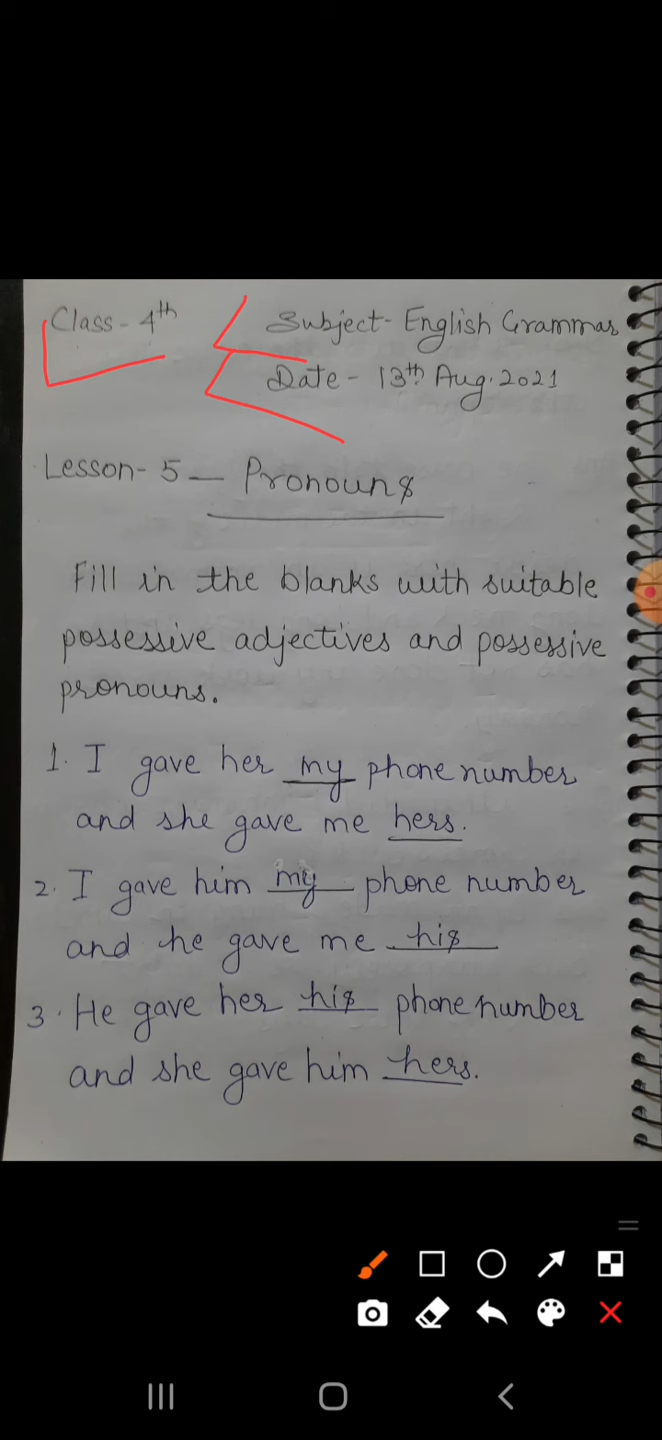 Class - 4th
Subject - English Grammar
Date - 13th Aug. 2021
Lesson - 5 — Pronouns
Fill in the blanks with suitable
possessive adjectives and possessive
pronouns.
1. I gave her my phone number
and she gave me hers.
2. I gave him my phone number
and he gave me his
3. He gave her his phone number
and she gave him hers.